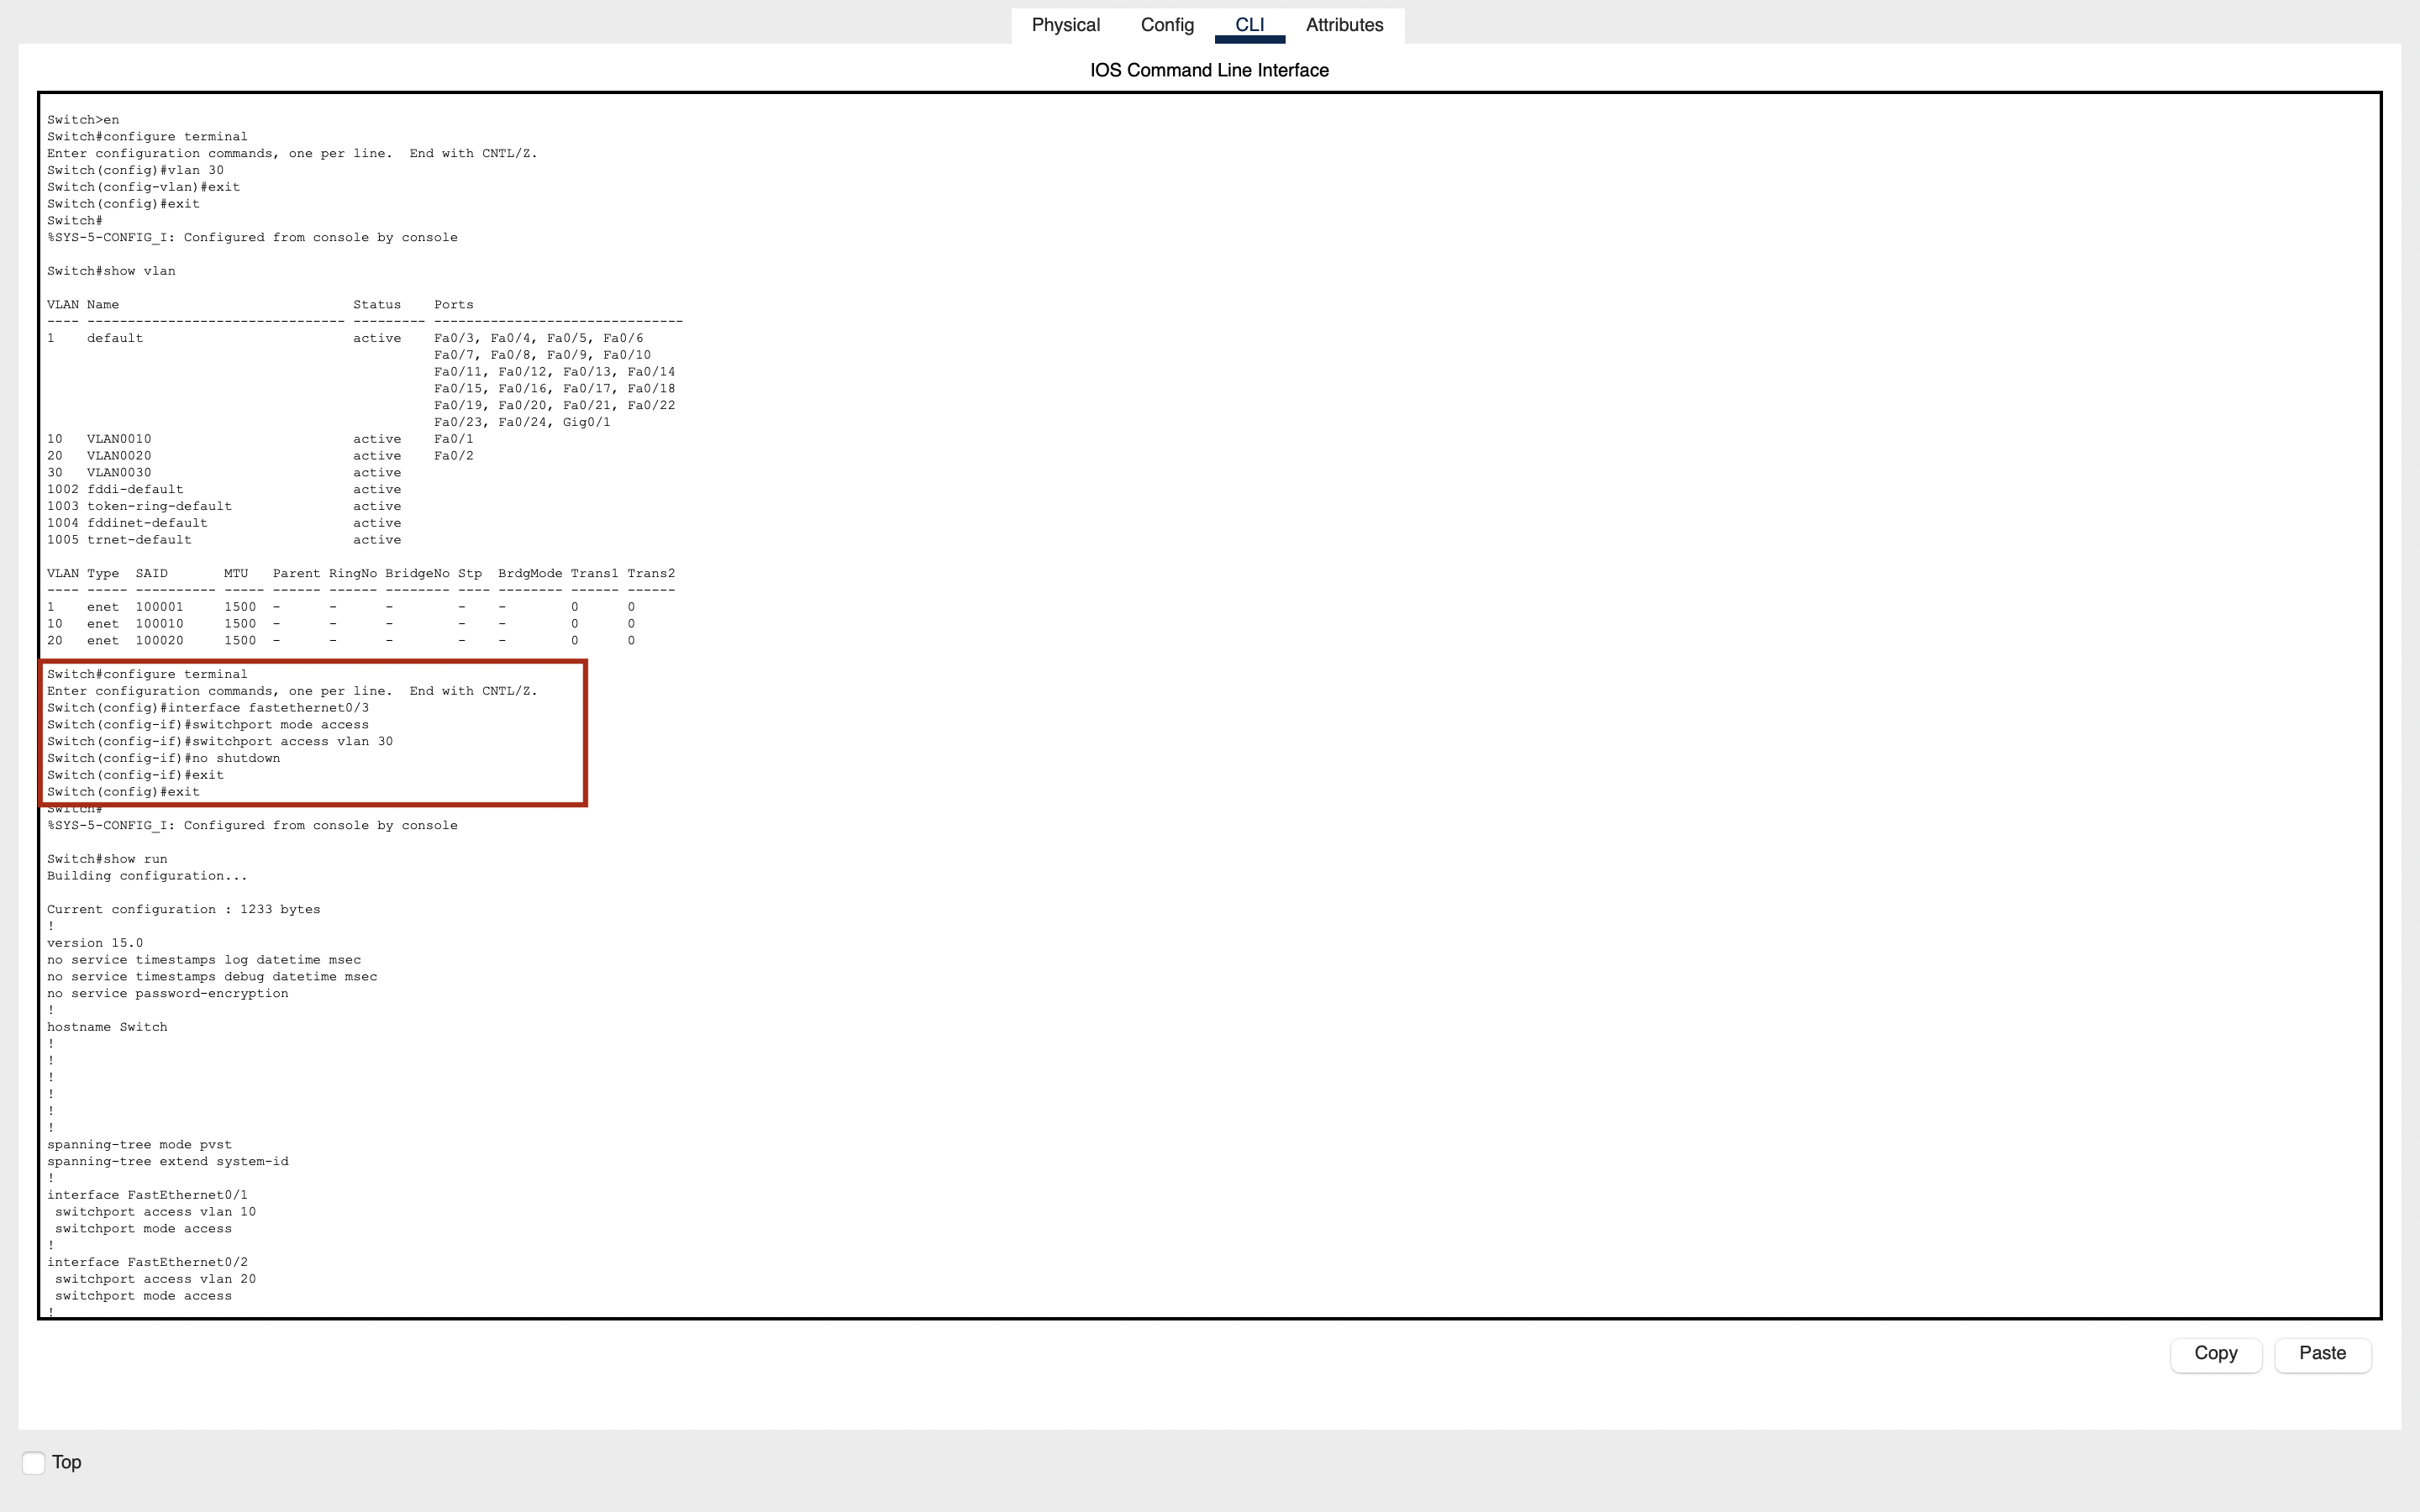 Physical Config CLI Attributes
IOS Command Line Interface
Switch>en
Switch#configure terminal
Enter configuration commands, one per line.  End with CNTL/Z.
Switch(config)#vlan 30
Switch(config-vlan)#exit
Switch(config)#exit
Switch#
%SYS-5-CONFIG_I: Configured from console by console
Switch#show vlan
VLAN Name                             Status    Ports
---- -------------------------------- --------- -------------------------------
1    default                          active    Fa0/3, Fa0/4, Fa0/5, Fa0/6
                                                Fa0/7, Fa0/8, Fa0/9, Fa0/10
                                                Fa0/11, Fa0/12, Fa0/13, Fa0/14
                                                Fa0/15, Fa0/16, Fa0/17, Fa0/18
                                                Fa0/19, Fa0/20, Fa0/21, Fa0/22
                                                Fa0/23, Fa0/24, Gig0/1
10   VLAN0010                         active    Fa0/1
20   VLAN0020                         active    Fa0/2
30   VLAN0030                         active
1002 fddi-default                     active
1003 token-ring-default               active
1004 fddinet-default                  active
1005 trnet-default                    active
VLAN Type  SAID       MTU   Parent RingNo BridgeNo Stp  BrdgMode Trans1 Trans2
---- ----- ---------- ----- ------ ------ -------- ---- -------- ------ ------
1    enet  100001     1500  -      -      -        -    -        0      0
10   enet  100010     1500  -      -      -        -    -        0      0
20   enet  100020     1500  -      -      -        -    -        0      0
Switch#configure terminal
Enter configuration commands, one per line.  End with CNTL/Z.
Switch(config)#interface fastethernet0/3
Switch(config-if)#switchport mode access
Switch(config-if)#switchport access vlan 30
Switch(config-if)#no shutdown
Switch(config-if)#exit
Switch(config)#exit
Switch#
%SYS-5-CONFIG_I: Configured from console by console
Switch#show run
Building configuration...
Current configuration : 1233 bytes
!
version 15.0
no service timestamps log datetime msec
no service timestamps debug datetime msec
no service password-encryption
!
hostname Switch
!
!
!
!
!
!
spanning-tree mode pvst
spanning-tree extend system-id
!
interface FastEthernet0/1
 switchport access vlan 10
 switchport mode access
!
interface FastEthernet0/2
 switchport access vlan 20
 switchport mode access
!
Copy Paste
Top